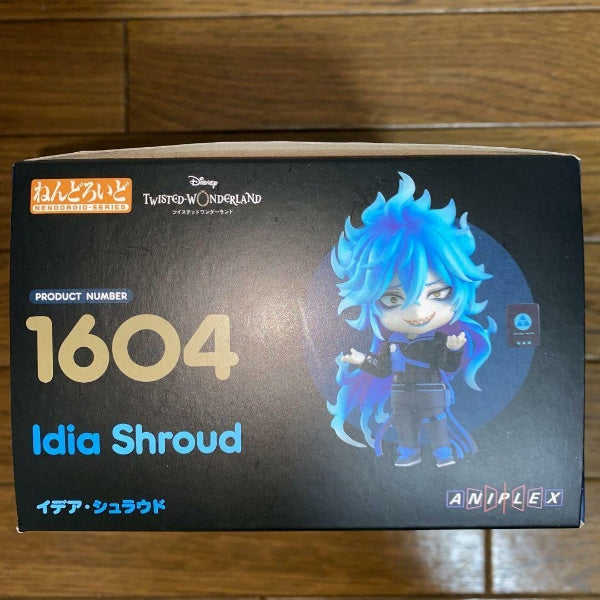 ねんどろいど
NENDOROID-SERIES
Disney
TWISTED-WONDERLAND
ツイステッドワンダーランド
PRODUCT NUMBER
1604
Idia Shroud
イデア・シュラウド
ANIPLEX